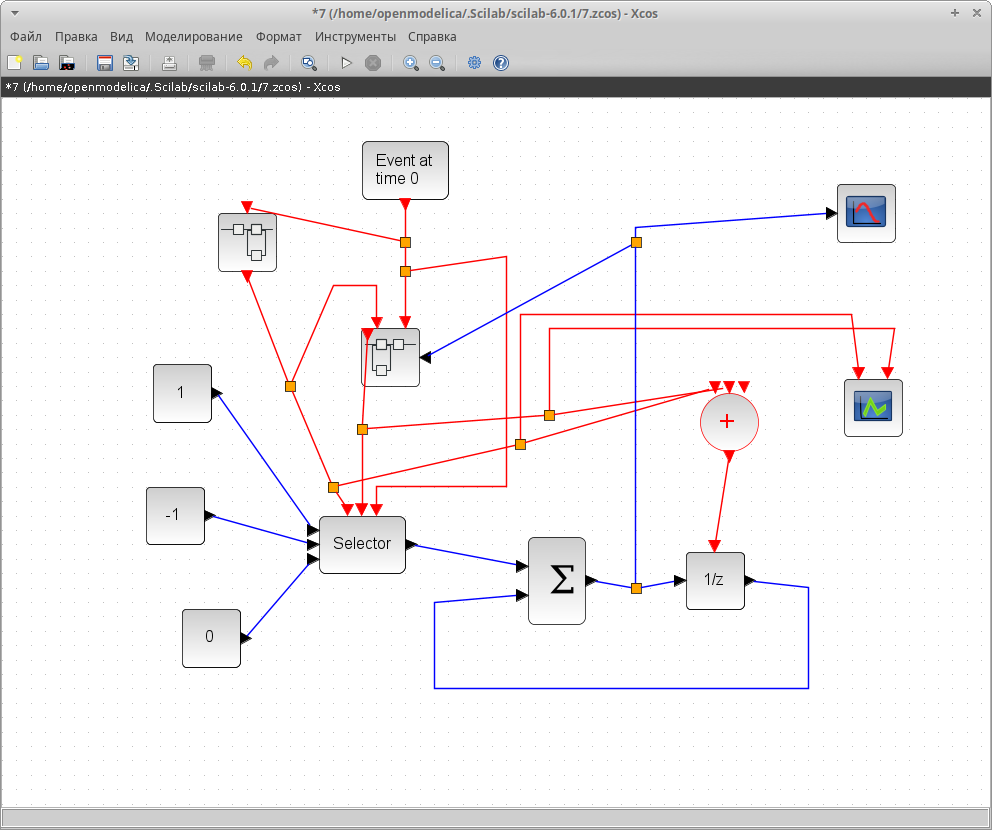 *7 (/home/openmodelica/.Scilab/scilab-6.0.1/7.zcos) - Xcos
Файл Правка Вид Моделирование Формат Инструменты Справка
*7 (/home/openmodelica/.Scilab/scilab-6.0.1/7.zcos) - Xcos
Event at
time 0
1
+
-1
Selector
Σ
1/z
0